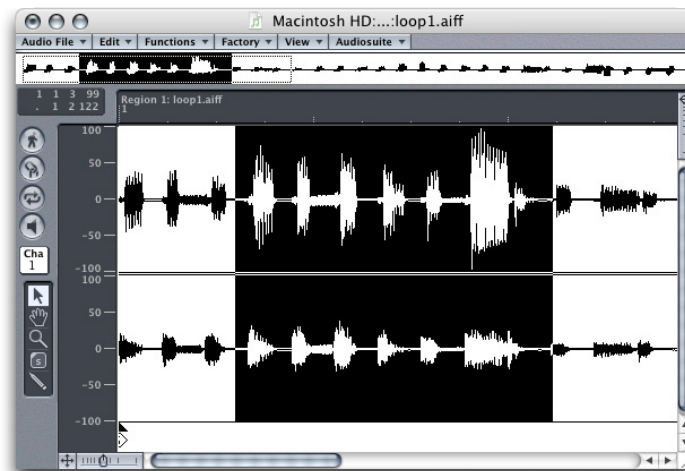 Macintosh HD:...:loop1.aiff
Audio File Edit Functions Factory View Audiosuite
1 1 3 99
. 1 2 122
Region 1: loop1.aiff
1
100
50
0
-50
-100
Cha
1
100
50
0
-50
-100
S